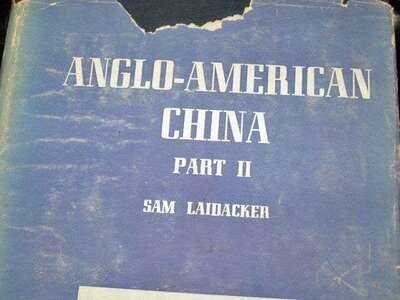 ANGLO-AMERICAN
CHINA
PART II
SAM LAIDACKER